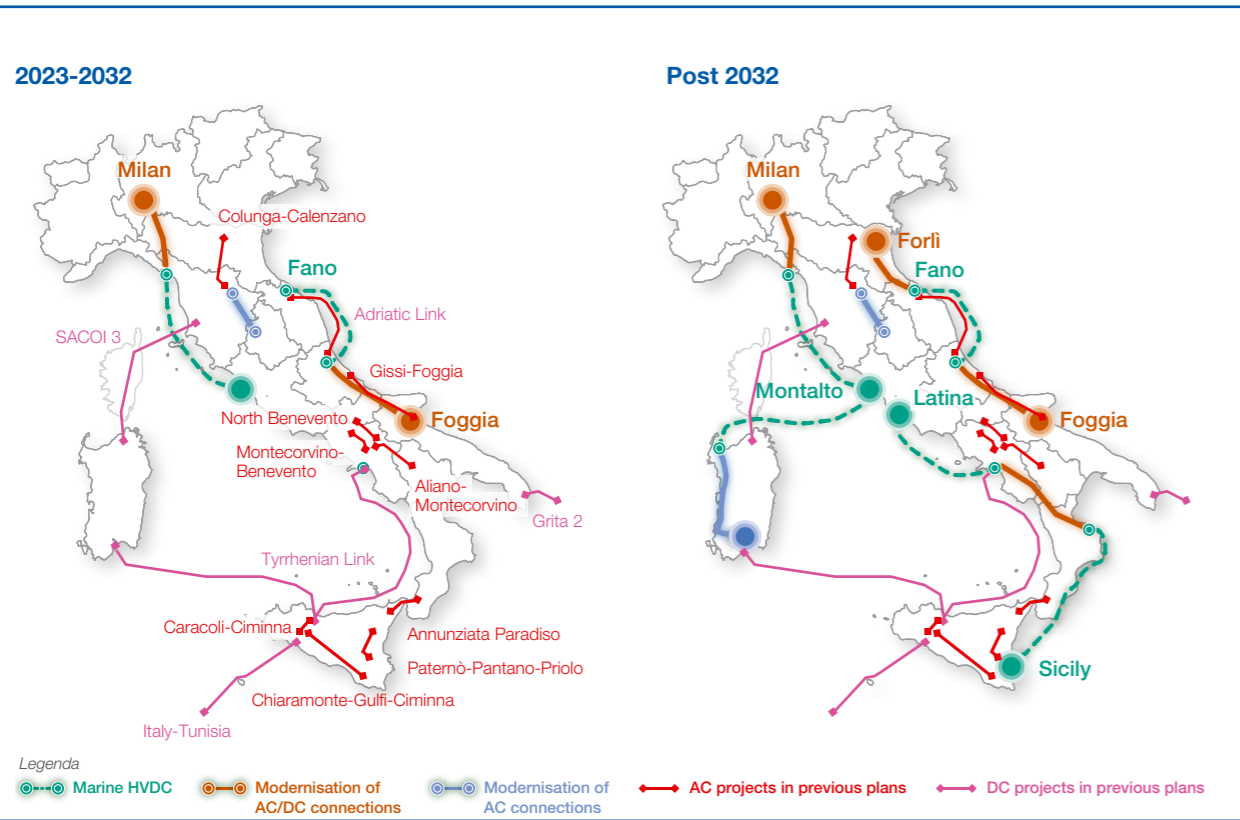 2023-2032
Milan
Colunga-Calenzano
Fano
Adriatic Link
SACOI 3
Gissi-Foggia
North Benevento
Foggia
Montecorvino-
Benevento
Aliano-
Montecorvino
Grita 2
Tyrrhenian Link
Caracoli-Ciminna
Annunziata Paradiso
Paternò-Pantano-Priolo
Chiaramonte-Gulfi-Ciminna
Italy-Tunisia
Post 2032
Milan
Forlì
Fano
Montalto
Latina
Foggia
Sicily
Legenda
Marine HVDC
Modernisation of
AC/DC connections
Modernisation of
AC connections
AC projects in previous plans
DC projects in previous plans